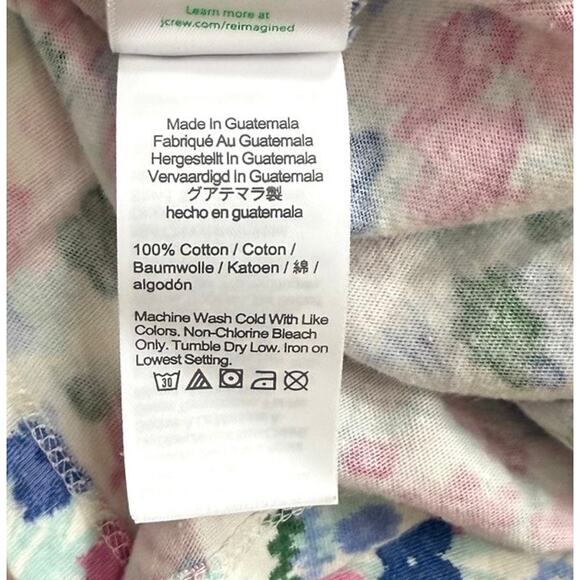 Learn more at
jcrew.com/reimagined
Made In Guatemala
Fabriqué Au Guatemala
Hergestellt In Guatemala
Vervaardigd In Guatemala
グアテマラ製
hecho en guatemala
100% Cotton / Coton /
Baumwolle / Katoen / 綿 /
algodón
Machine Wash Cold With Like
Colors. Non-Chlorine Bleach
Only. Tumble Dry Low. Iron on
Lowest Setting.
30